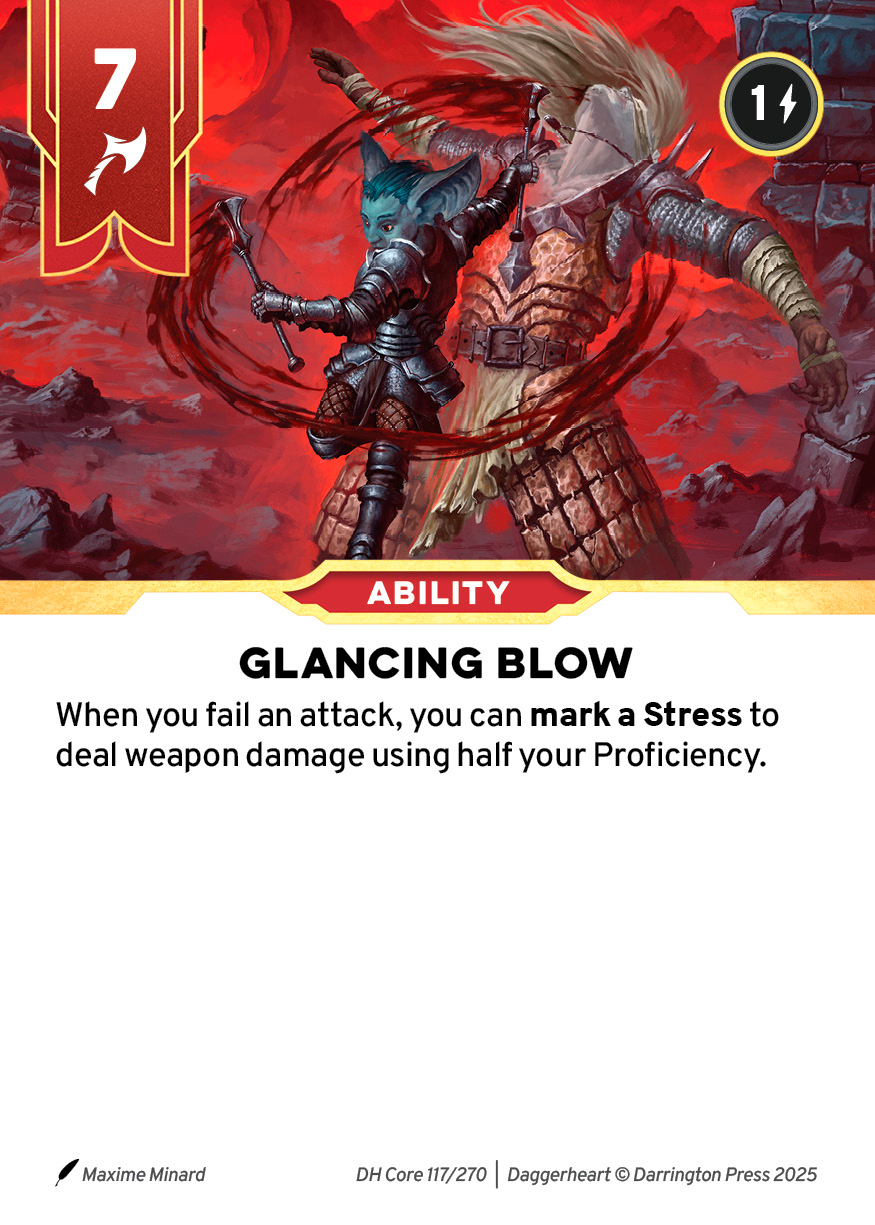 7
1
ABILITY
GLANCING BLOW
When you fail an attack, you can mark a Stress to
deal weapon damage using half your Proficiency.
Maxime Minard
DH Core 117/270 | Daggerheart © Darrington Press 2025